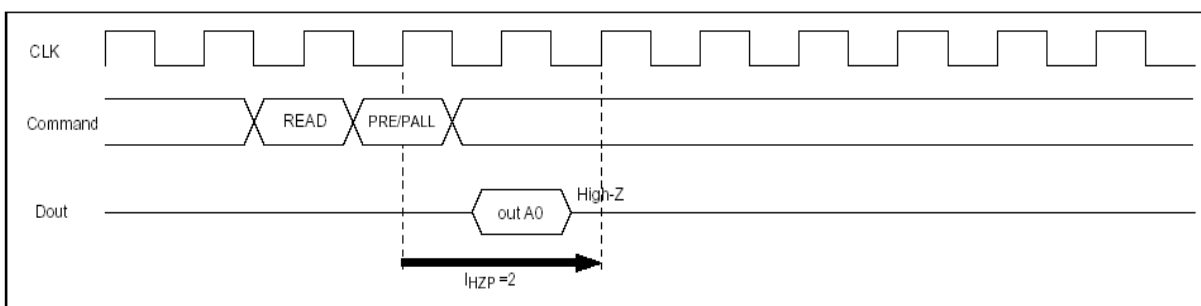 CLK
Command
READ
PRE/PALL
Dout
out A0
High-Z
lHZP =2